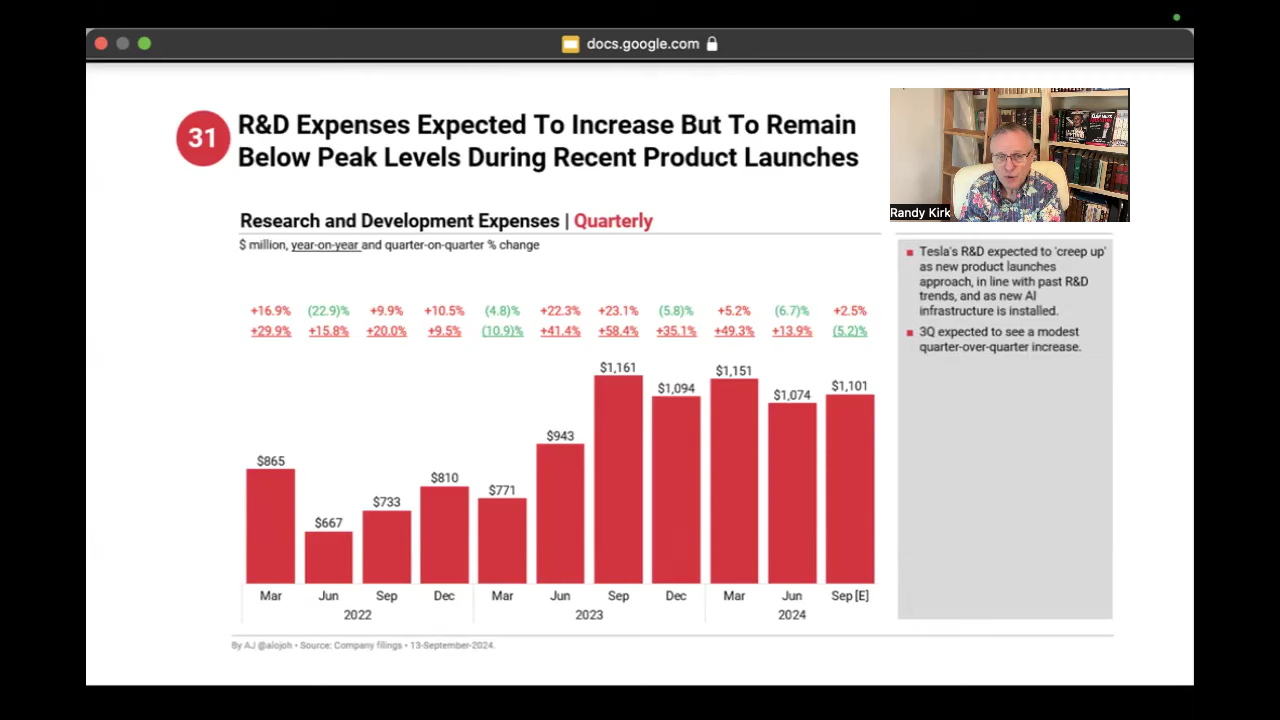 docs.google.com
31
R&D Expenses Expected To Increase But To Remain
Below Peak Levels During Recent Product Launches
Randy Kirk
Research and Development Expenses | Quarterly
$ million, year-on-year and quarter-on-quarter % change
+16.9% (22.9)% +9.9% +10.5% (4.8)% +22.3% +23.1% (5.8)% +5.2% (6.7)% +2.5%
+29.9% +15.8% +20.0% +9.5% (10.9)% +41.4% +58.4% +35.1% +49.3% +13.9% (5.2)%
$865 $667 $733 $810 $771 $943 $1,161 $1,094 $1,151 $1,074 $1,101
Mar Jun Sep Dec Mar Jun Sep Dec Mar Jun Sep [E]
2022 2023 2024
Tesla's R&D expected to 'creep up'
as new product launches
approach, in line with past R&D
trends, and as new AI
infrastructure is installed.
3Q expected to see a modest
quarter-over-quarter increase.
By AJ @alojoh • Source: Company filings • 13-September-2024.